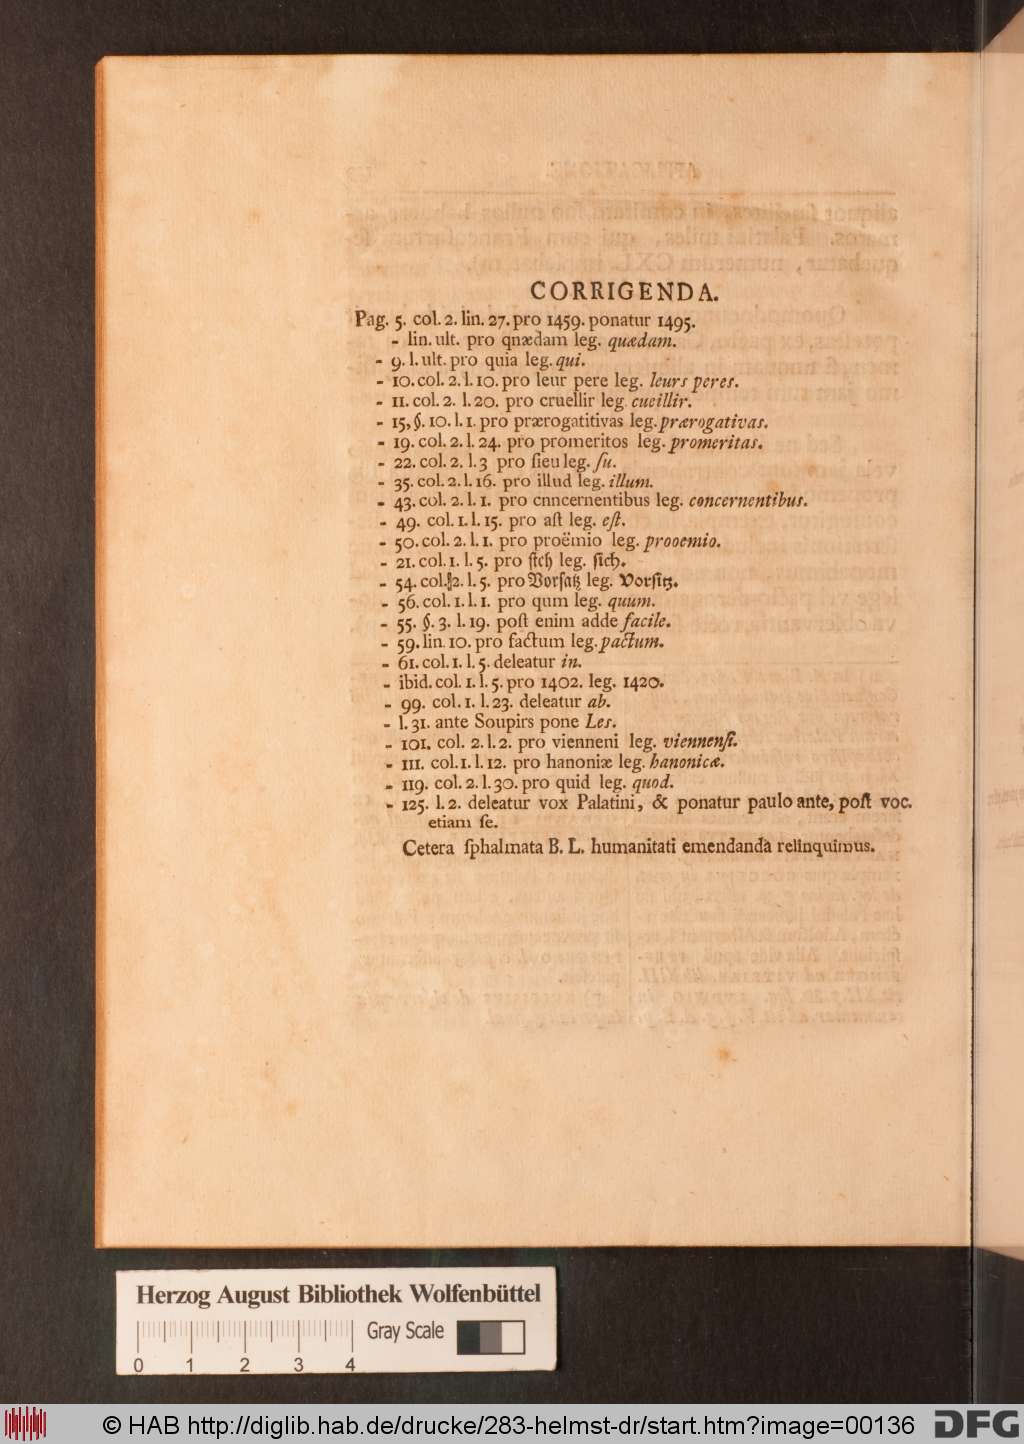 CORRIGENDA.
Pag. 5. col. 2. lin. 27. pro 1459. ponatur 1495.
- lin. ult. pro qnædam leg. quædam.
- 9. l. ult. pro quia leg. qui.
- 10. col. 2. l. 10. pro leur pere leg. leurs peres.
- 11. col. 2. l. 20. pro cruellir leg. cueillir.
- 15, §. 10. l. 1. pro prærogatitivas leg. prærogativas.
- 19. col. 2. l. 24. pro promeritos leg. promeritas.
- 22. col. 2. l. 3 pro ſieu leg. ſu.
- 35. col. 2. l. 16. pro illud leg. illum.
- 43. col. 2. l. 1. pro cnncernentibus leg. concernentibus.
- 49. col. 1. l. 15. pro aſt leg. eſt.
- 50. col. 2. l. 1. pro proëmio leg. prooemio.
- 21. col. 1. l. 5. pro ſtch leg. ſich.
- 54. col. 2. l. 5. pro Vorſatz leg. Vorſitz.
- 56. col. 1. l. 1. pro qum leg. quum.
- 55. §. 3. l. 19. poſt enim adde facile.
- 59. lin. 10. pro factum leg. pactum.
- 61. col. 1. l. 5. deleatur in.
- ibid. col. 1. l. 5. pro 1402. leg. 1420.
- 99. col. 1. l. 23. deleatur ab.
- l. 31. ante Soupirs pone Les.
- 101. col. 2. l. 2. pro vienneni leg. viennenſi.
- 111. col. 1. l. 12. pro hanoniæ leg. hanonicæ.
- 119. col. 2. l. 30. pro quid leg. quod.
- 125. l. 2. deleatur vox Palatini, & ponatur paulo ante, poſt voc.
etiam ſe.
Cetera ſphalmata B. L. humanitati emendanda relinquimus.
Herzog August Bibliothek Wolfenbüttel
Gray Scale
0 1 2 3 4
© HAB http://diglib.hab.de/drucke/283-helmst-dr/start.htm?image=00136
DFG